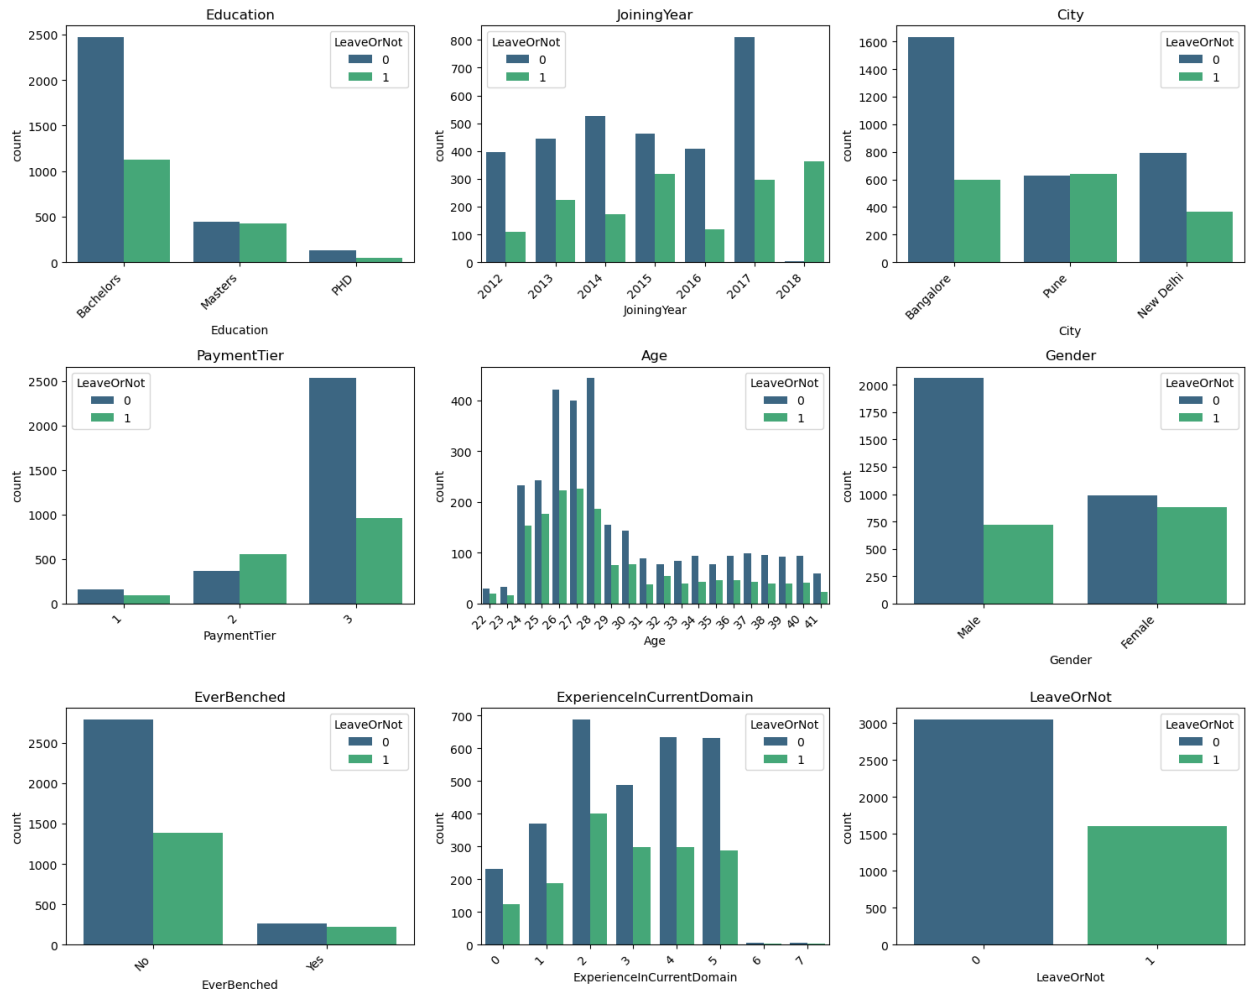 Education
LeaveOrNot
0
1
2500
2000
1500
1000
500
0
count
Bachelors
Masters
PHD
Education
JoiningYear
LeaveOrNot
0
1
800
700
600
500
400
300
200
100
0
count
2012
2013
2014
2015
2016
2017
2018
JoiningYear
City
LeaveOrNot
0
1
1600
1400
1200
1000
800
600
400
200
0
count
Bangalore
Pune
New Delhi
City
PaymentTier
LeaveOrNot
0
1
2500
2000
1500
1000
500
0
count
1
2
3
PaymentTier
Age
LeaveOrNot
0
1
400
300
200
100
0
count
22
23
24
25
26
27
28
29
30
31
32
33
34
35
36
37
38
39
40
41
Age
Gender
LeaveOrNot
0
1
2000
1750
1500
1250
1000
750
500
250
0
count
Male
Female
Gender
EverBenched
LeaveOrNot
0
1
2500
2000
1500
1000
500
0
count
No
Yes
EverBenched
ExperienceInCurrentDomain
LeaveOrNot
0
1
700
600
500
400
300
200
100
0
count
0
1
2
3
4
5
6
7
ExperienceInCurrentDomain
LeaveOrNot
LeaveOrNot
0
1
3000
2500
2000
1500
1000
500
0
count
0
1
LeaveOrNot